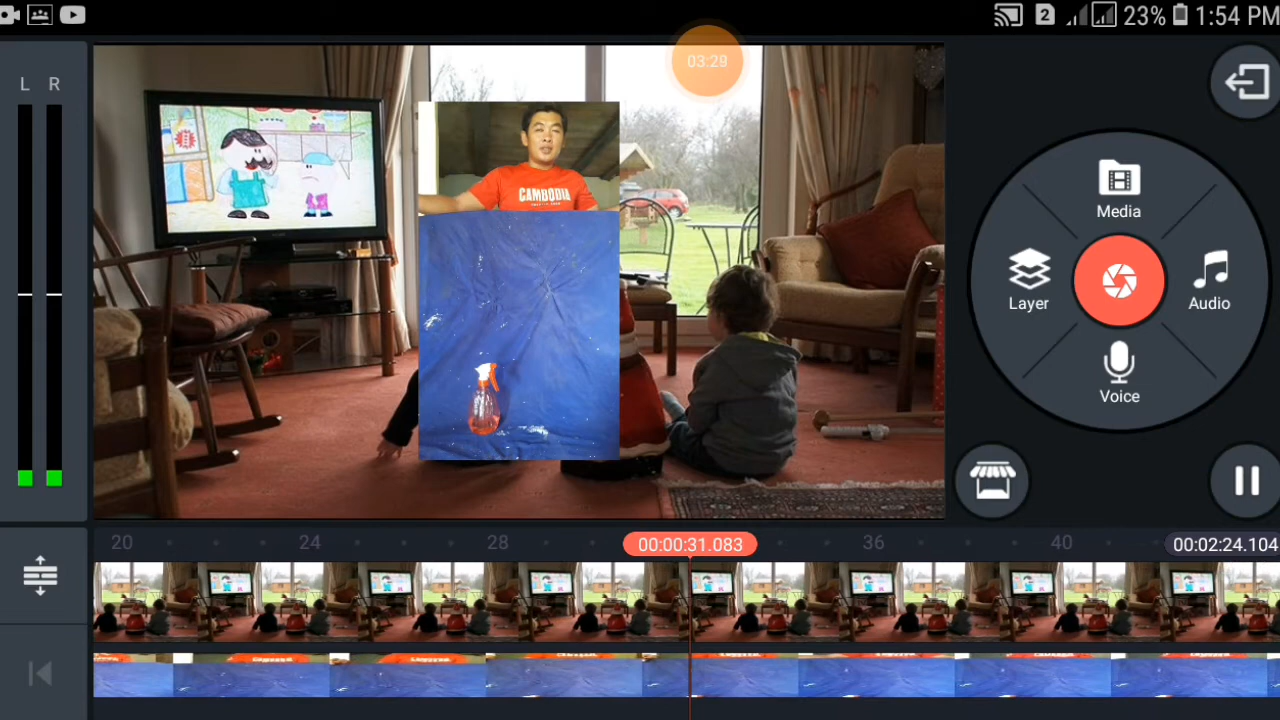 2 23% 1:54 PM
03:29
L R
CAMBODIA
Media
Layer
Audio
Voice
20 24 28 00:00:31.083 36 40 00:02:24.104